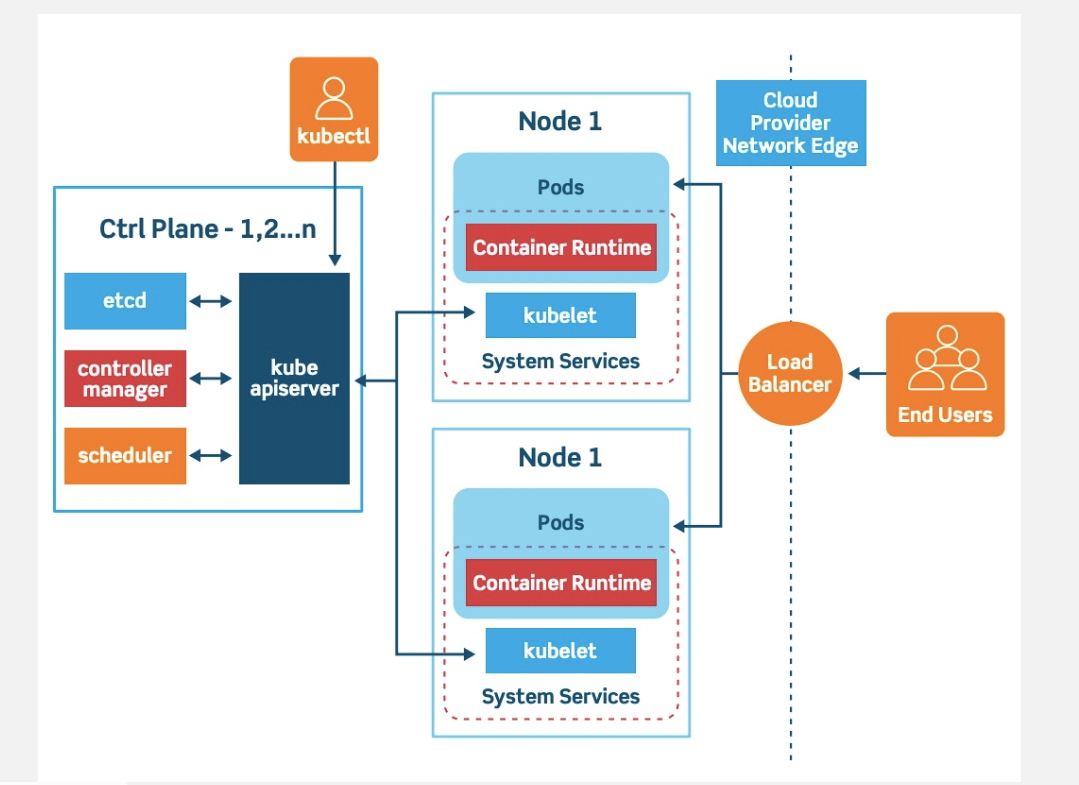 kubectl
Ctrl Plane - 1,2...n
etcd
controller
manager
scheduler
kube
apiserver
Node 1
Pods
Container Runtime
kubelet
System Services
Node 1
Pods
Container Runtime
kubelet
System Services
Cloud
Provider
Network Edge
Load
Balancer
End Users